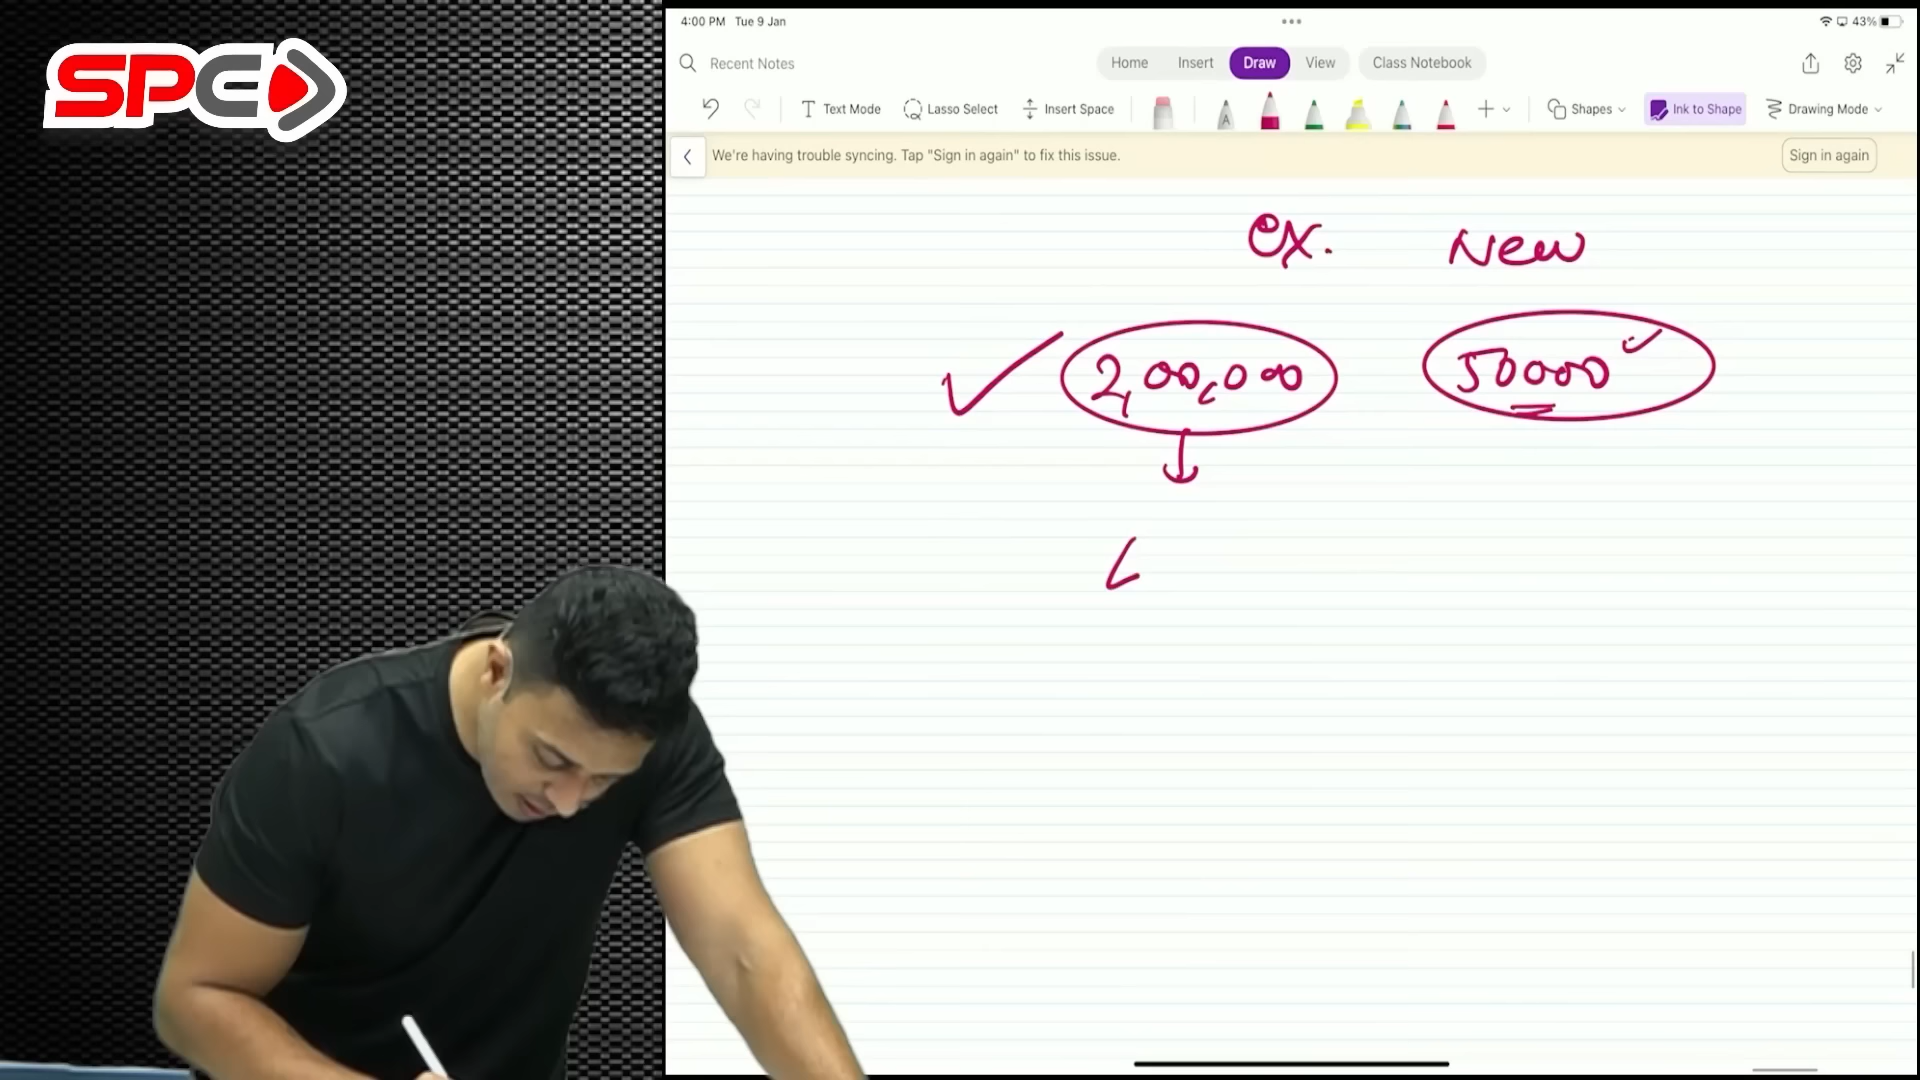 SPE
4:00 PM Tue 9 Jan
43%
Recent Notes
Home Insert Draw View Class Notebook
Text Mode Lasso Select Insert Space A Shapes Ink to Shape Drawing Mode
We're having trouble syncing. Tap "Sign in again" to fix this issue.
Sign in again
ex. New
2,00,000 50000